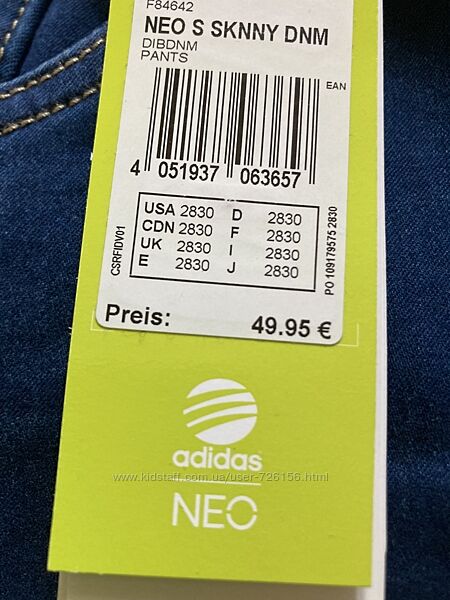 F84642
NEO S SKNNY DNM
DIBDNM
PANTS
EAN
4 051937 063657
USA 2830 D 2830
CDN 2830 F 2830
UK 2830 I 2830
E 2830 J 2830
CSRFIDV01
PO 109179575 2830
Preis: 49.95 €
adidas
www.kidstaff.com.ua/user-726156.html
NEO